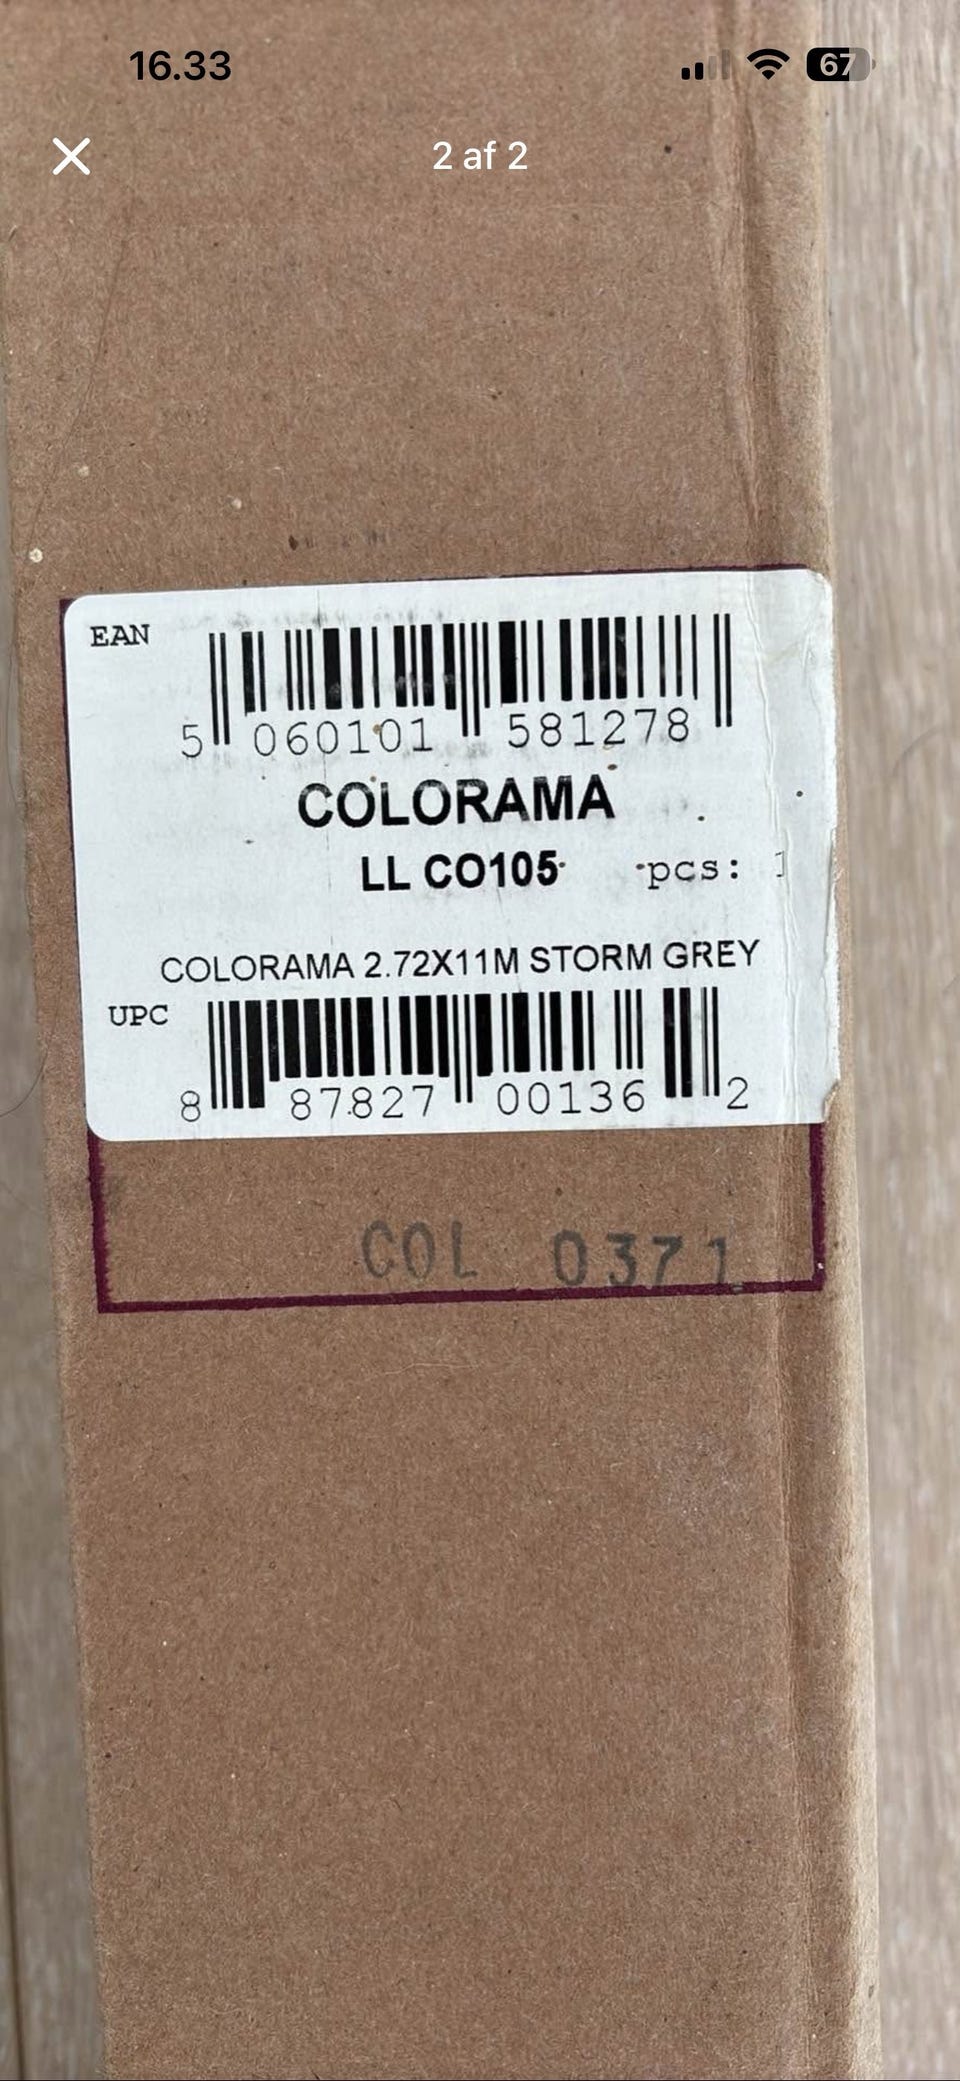 16.33
67
2 af 2
EAN
5 060101 581278
COLORAMA
LL CO105 pcs: 1
COLORAMA 2.72X11M STORM GREY
UPC
8 87827 00136 2
COL 0371